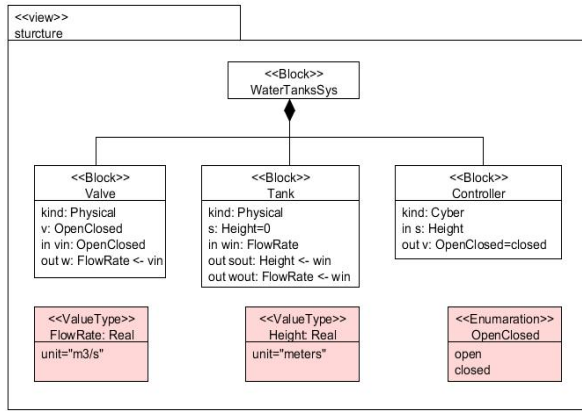 <<view>>
sturcture
<<Block>>
WaterTanksSys
<<Block>>
Valve
kind: Physical
v: OpenClosed
in vin: OpenClosed
out w: FlowRate <- vin
<<Block>>
Tank
kind: Physical
s: Height=0
in win: FlowRate
out sout: Height <- win
out wout: FlowRate <- win
<<Block>>
Controller
kind: Cyber
in s: Height
out v: OpenClosed=closed
<<ValueType>>
FlowRate: Real
unit="m3/s"
<<ValueType>>
Height: Real
unit="meters"
<<Enumaration>>
OpenClosed
open
closed